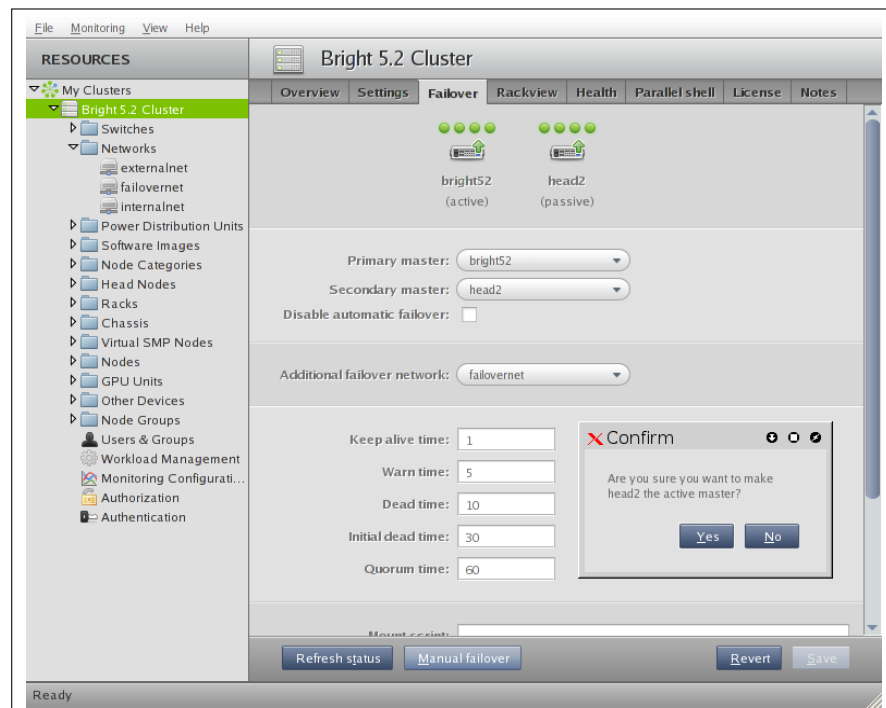 File Monitoring View Help
RESOURCES
My Clusters
Bright 5.2 Cluster
Switches
Networks
externalnet
failovernet
internalnet
Power Distribution Units
Software Images
Node Categories
Head Nodes
Racks
Chassis
Virtual SMP Nodes
Nodes
GPU Units
Other Devices
Node Groups
Users & Groups
Workload Management
Monitoring Configurati...
Authorization
Authentication
Bright 5.2 Cluster
Overview Settings Failover Rackview Health Parallel shell License Notes
bright52 head2
(active) (passive)
Primary master: bright52
Secondary master: head2
Disable automatic failover:
Additional failover network: failovernet
Keep alive time: 1
Warn time: 5
Dead time: 10
Initial dead time: 30
Quorum time: 60
Mount script:
Confirm
Are you sure you want to make
head2 the active master?
Yes No
Refresh status Manual failover Revert Save
Ready